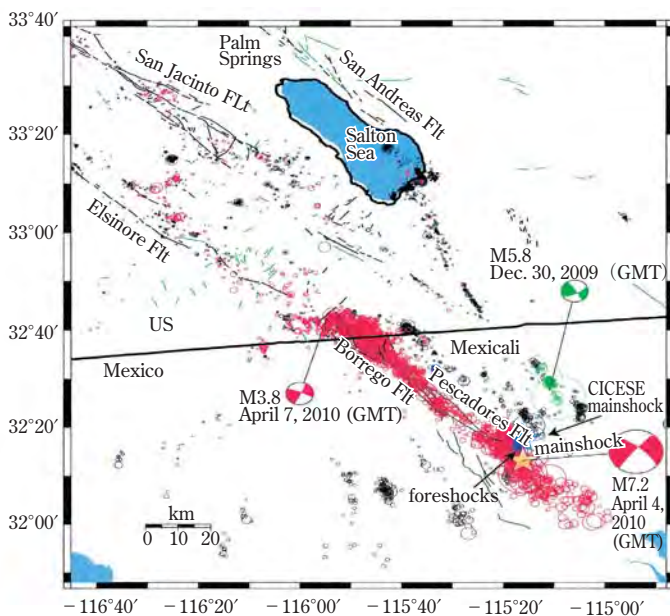 33°40′
33°20′
33°00′
32°40′
32°20′
32°00′
Palm
Springs
San Jacinto FLt
San Andreas Flt
Salton
Sea
Elsinore Flt
M5.8
Dec. 30, 2009 (GMT)
US
Mexico
Mexicali
Borrego Flt
Pescadores Flt
M3.8
April 7, 2010 (GMT)
CICESE
mainshock
mainshock
foreshocks
M7.2
April 4,
2010
(GMT)
km
0 10 20
−116°40′ −116°20′ −116°00′ −115°40′ −115°20′ −115°00′